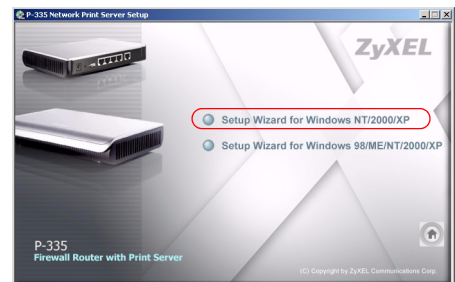 P-335 Network Print Server Setup
ZyXEL
Setup Wizard for Windows NT/2000/XP
Setup Wizard for Windows 98/ME/NT/2000/XP
P-335
Firewall Router with Print Server
(C) Copyright by ZyXEL Communications Corp.